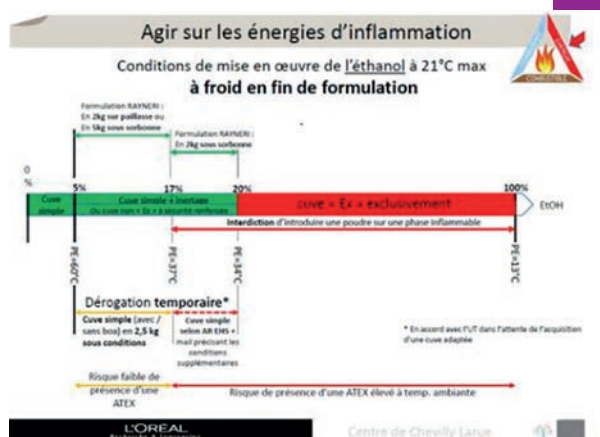 Agir sur les énergies d'inflammation
COMBUSTIBLE
Conditions de mise en œuvre de l'éthanol à 21°C max
à froid en fin de formulation
Formulation RAYNERI :
En 2kg sur paillasse ou
En 5kg sous sorbonne
Formulation RAYNERI :
En 2kg sous sorbonne
0
%
5%
17%
20%
100%
Cuve
simple
Cuve simple + inertage
Ou cuve non « Ex » à sécurité renforcée
cuve « Ex » exclusivement
EtOH
Interdiction d'introduire une poudre sur une phase inflammable
PE=60°C
PE=37°C
PE=34°C
PE=13°C
Dérogation temporaire*
Cuve simple (avec /
sans boa) en 2,5 kg
sous conditions
Cuve simple
selon AR EHS +
mail précisant les
conditions
supplémentaires
* En accord avec l'UT dans l'attente de l'acquisition
d'une cuve adaptée
Risque faible de
présence d'une
ATEX
Risque de présence d'une ATEX élevé à temp. ambiante
L'ORÉAL
Centre de Chevilly Larue